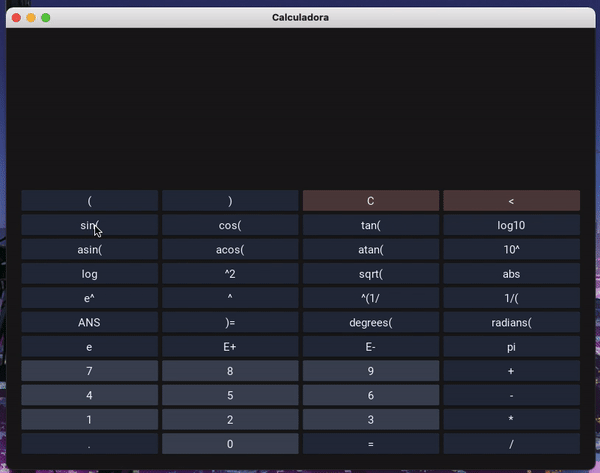 Calculadora
( ) C <
sin( cos( tan( log10
asin( acos( atan( 10^
log ^2 sqrt( abs
e^ ^ ^(1/ 1/(
ANS )= degrees( radians(
e E+ E- pi
7 8 9 +
4 5 6 -
1 2 3 *
. 0 = /